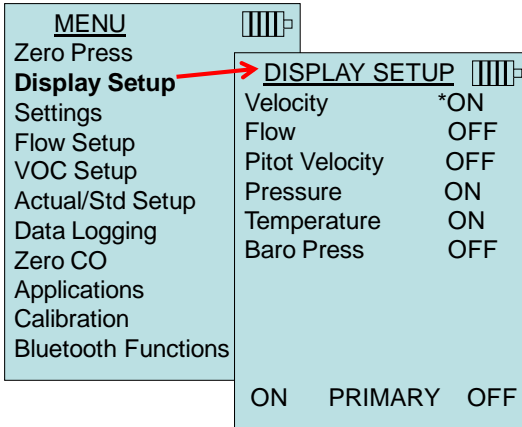 MENU
Zero Press
Display Setup
Settings
Flow Setup
VOC Setup
Actual/Std Setup
Data Logging
Zero CO
Applications
Calibration
Bluetooth Functions
DISPLAY SETUP
Velocity *ON
Flow OFF
Pitot Velocity OFF
Pressure ON
Temperature ON
Baro Press OFF
ON PRIMARY OFF